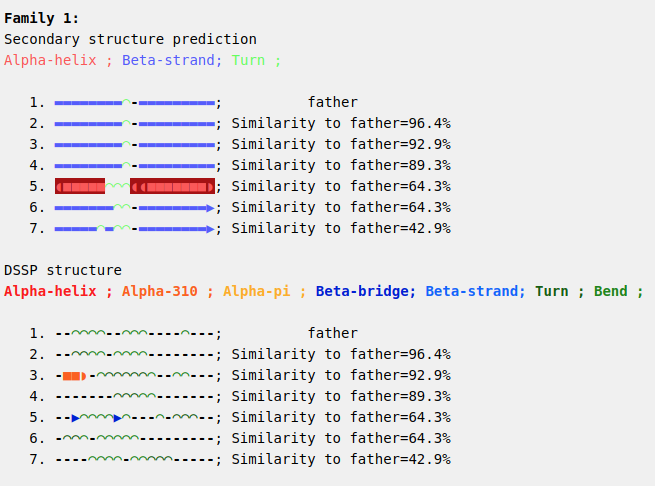 Family 1:
Secondary structure prediction
Alpha-helix ; Beta-strand; Turn ;
1. ; father
2. ; Similarity to father=96.4%
3. ; Similarity to father=92.9%
4. ; Similarity to father=89.3%
5. ; Similarity to father=64.3%
6. ; Similarity to father=64.3%
7. ; Similarity to father=42.9%
DSSP structure
Alpha-helix ; Alpha-310 ; Alpha-pi ; Beta-bridge; Beta-strand; Turn ; Bend ;
1. ; father
2. ; Similarity to father=96.4%
3. ; Similarity to father=92.9%
4. ; Similarity to father=89.3%
5. ; Similarity to father=64.3%
6. ; Similarity to father=64.3%
7. ; Similarity to father=42.9%